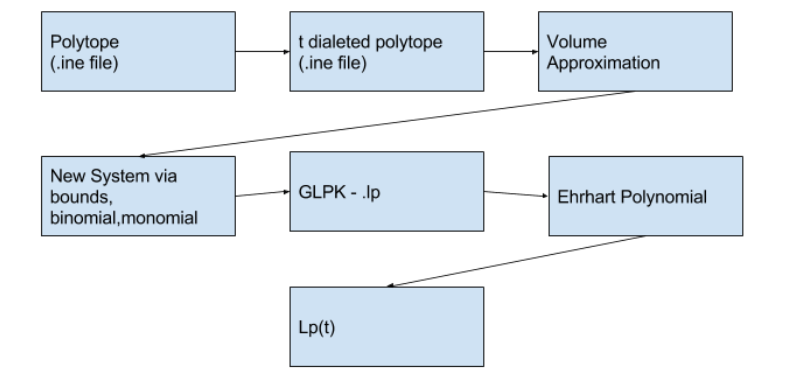 Polytope
(.ine file)
t dialeted polytope
(.ine file)
Volume
Approximation
New System via
bounds,
binomial,monomial
GLPK - .lp
Ehrhart Polynomial
Lp(t)